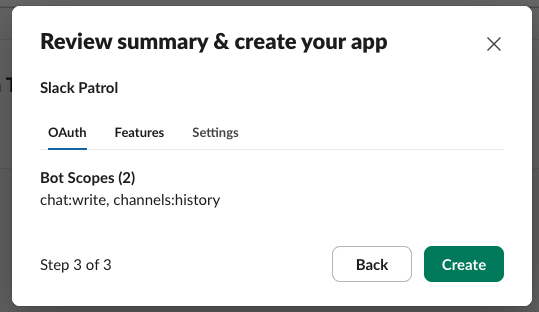 Review summary & create your app
Slack Patrol
OAuth Features Settings
Bot Scopes (2)
chat:write, channels:history
Step 3 of 3 Back Create